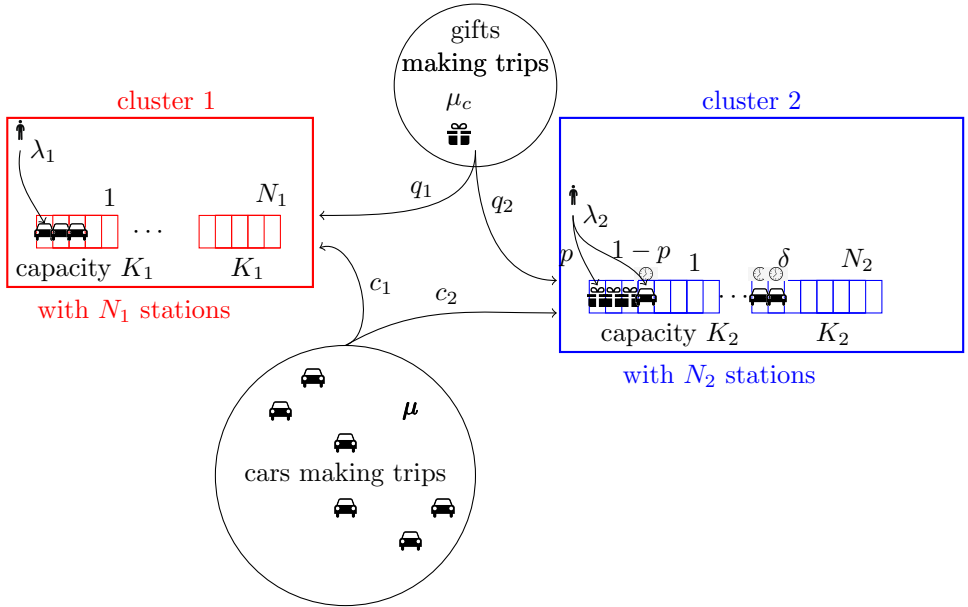 gifts
making trips
μ_c
cluster 1
cluster 2
λ_1
q_1
q_2
1
N_1
...
capacity K_1
K_1
with N_1 stations
λ_2
p
1 − p
1
δ
N_2
...
capacity K_2
K_2
with N_2 stations
c_1
c_2
μ
cars making trips